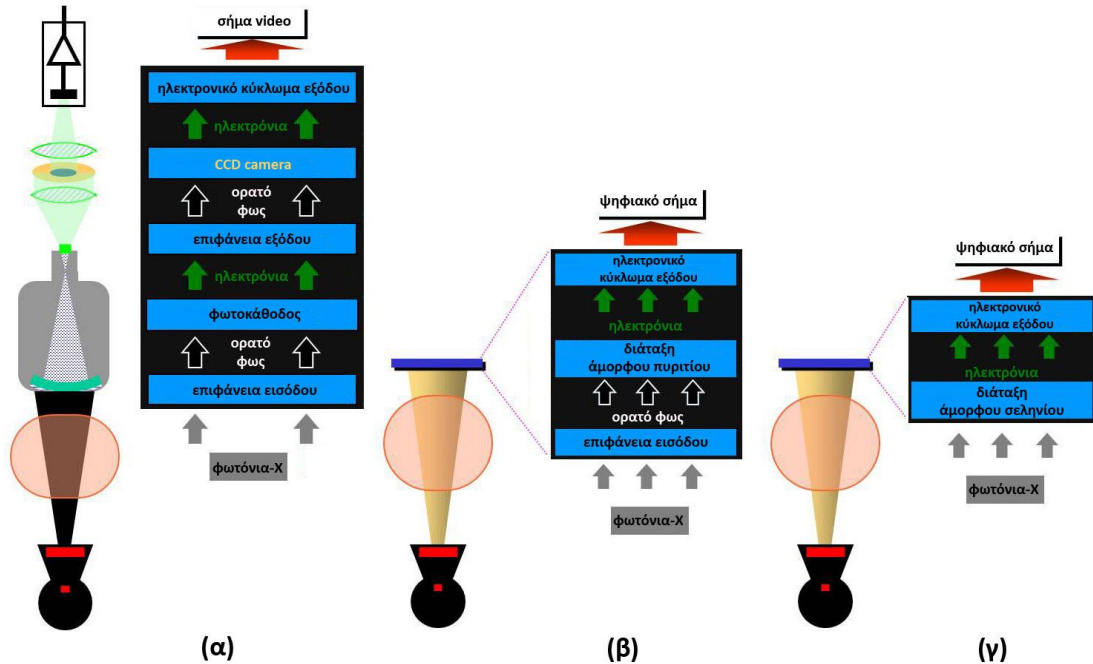 σήμα video
ηλεκτρονικό κύκλωμα εξόδου
ηλεκτρόνια
CCD camera
ορατό
φως
επιφάνεια εξόδου
ηλεκτρόνια
φωτοκάθοδος
ορατό
φως
επιφάνεια εισόδου
φωτόνια-Χ
(α)
ψηφιακό σήμα
ηλεκτρονικό
κύκλωμα εξόδου
ηλεκτρόνια
διάταξη
άμορφου πυριτίου
ορατό φως
επιφάνεια εισόδου
φωτόνια-Χ
(β)
ψηφιακό σήμα
ηλεκτρονικό
κύκλωμα εξόδου
ηλεκτρόνια
διάταξη
άμορφου σεληνίου
φωτόνια-Χ
(γ)